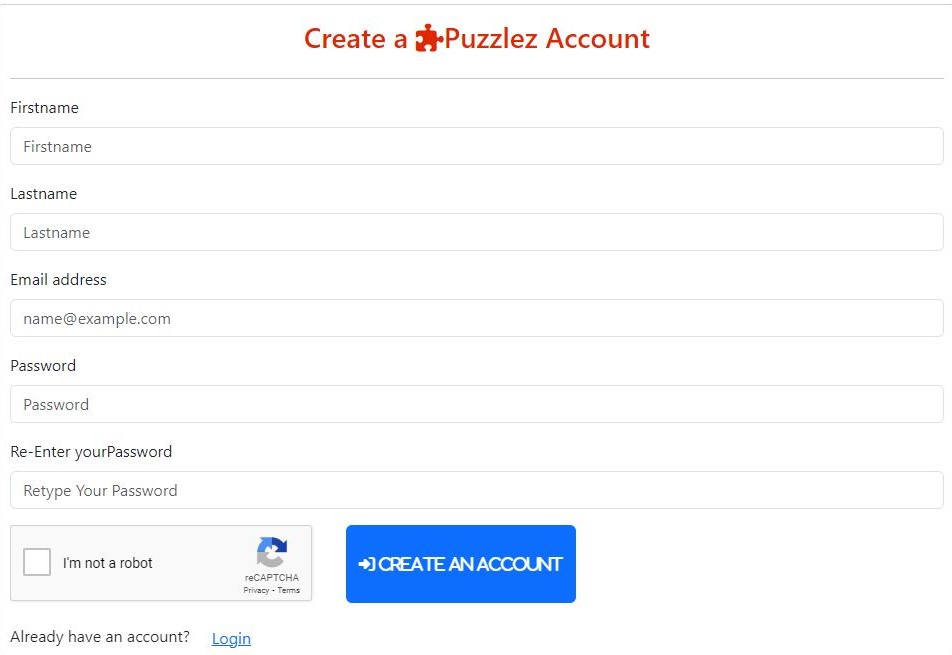 Create a Puzzlez Account
Firstname
Firstname
Lastname
Lastname
Email address
name@example.com
Password
Password
Re-Enter yourPassword
Retype Your Password
I'm not a robot
reCAPTCHA
Privacy - Terms
CREATE AN ACCOUNT
Already have an account? Login